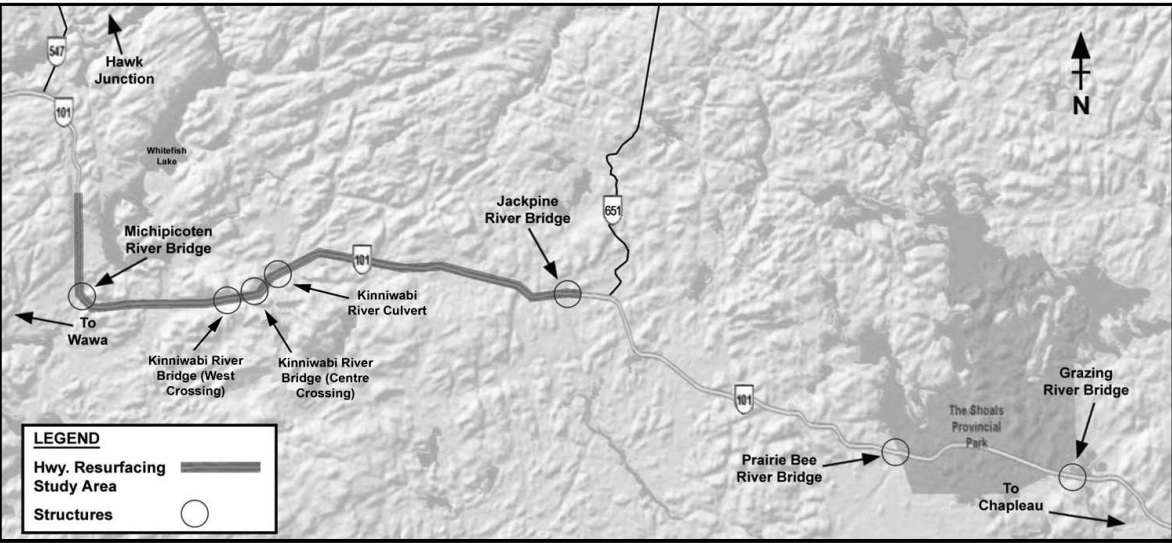 547
Hawk
Junction
101
N
Whitefish
Lake
Jackpine
River Bridge
651
Michipicoten
River Bridge
101
Kinniwabi
River Culvert
To
Wawa
Kinniwabi River
Bridge (West
Crossing)
Kinniwabi River
Bridge (Centre
Crossing)
Grazing
River Bridge
101
The Shoals
Provincial
Park
Prairie Bee
River Bridge
To
Chapleau
LEGEND
Hwy. Resurfacing
Study Area
Structures